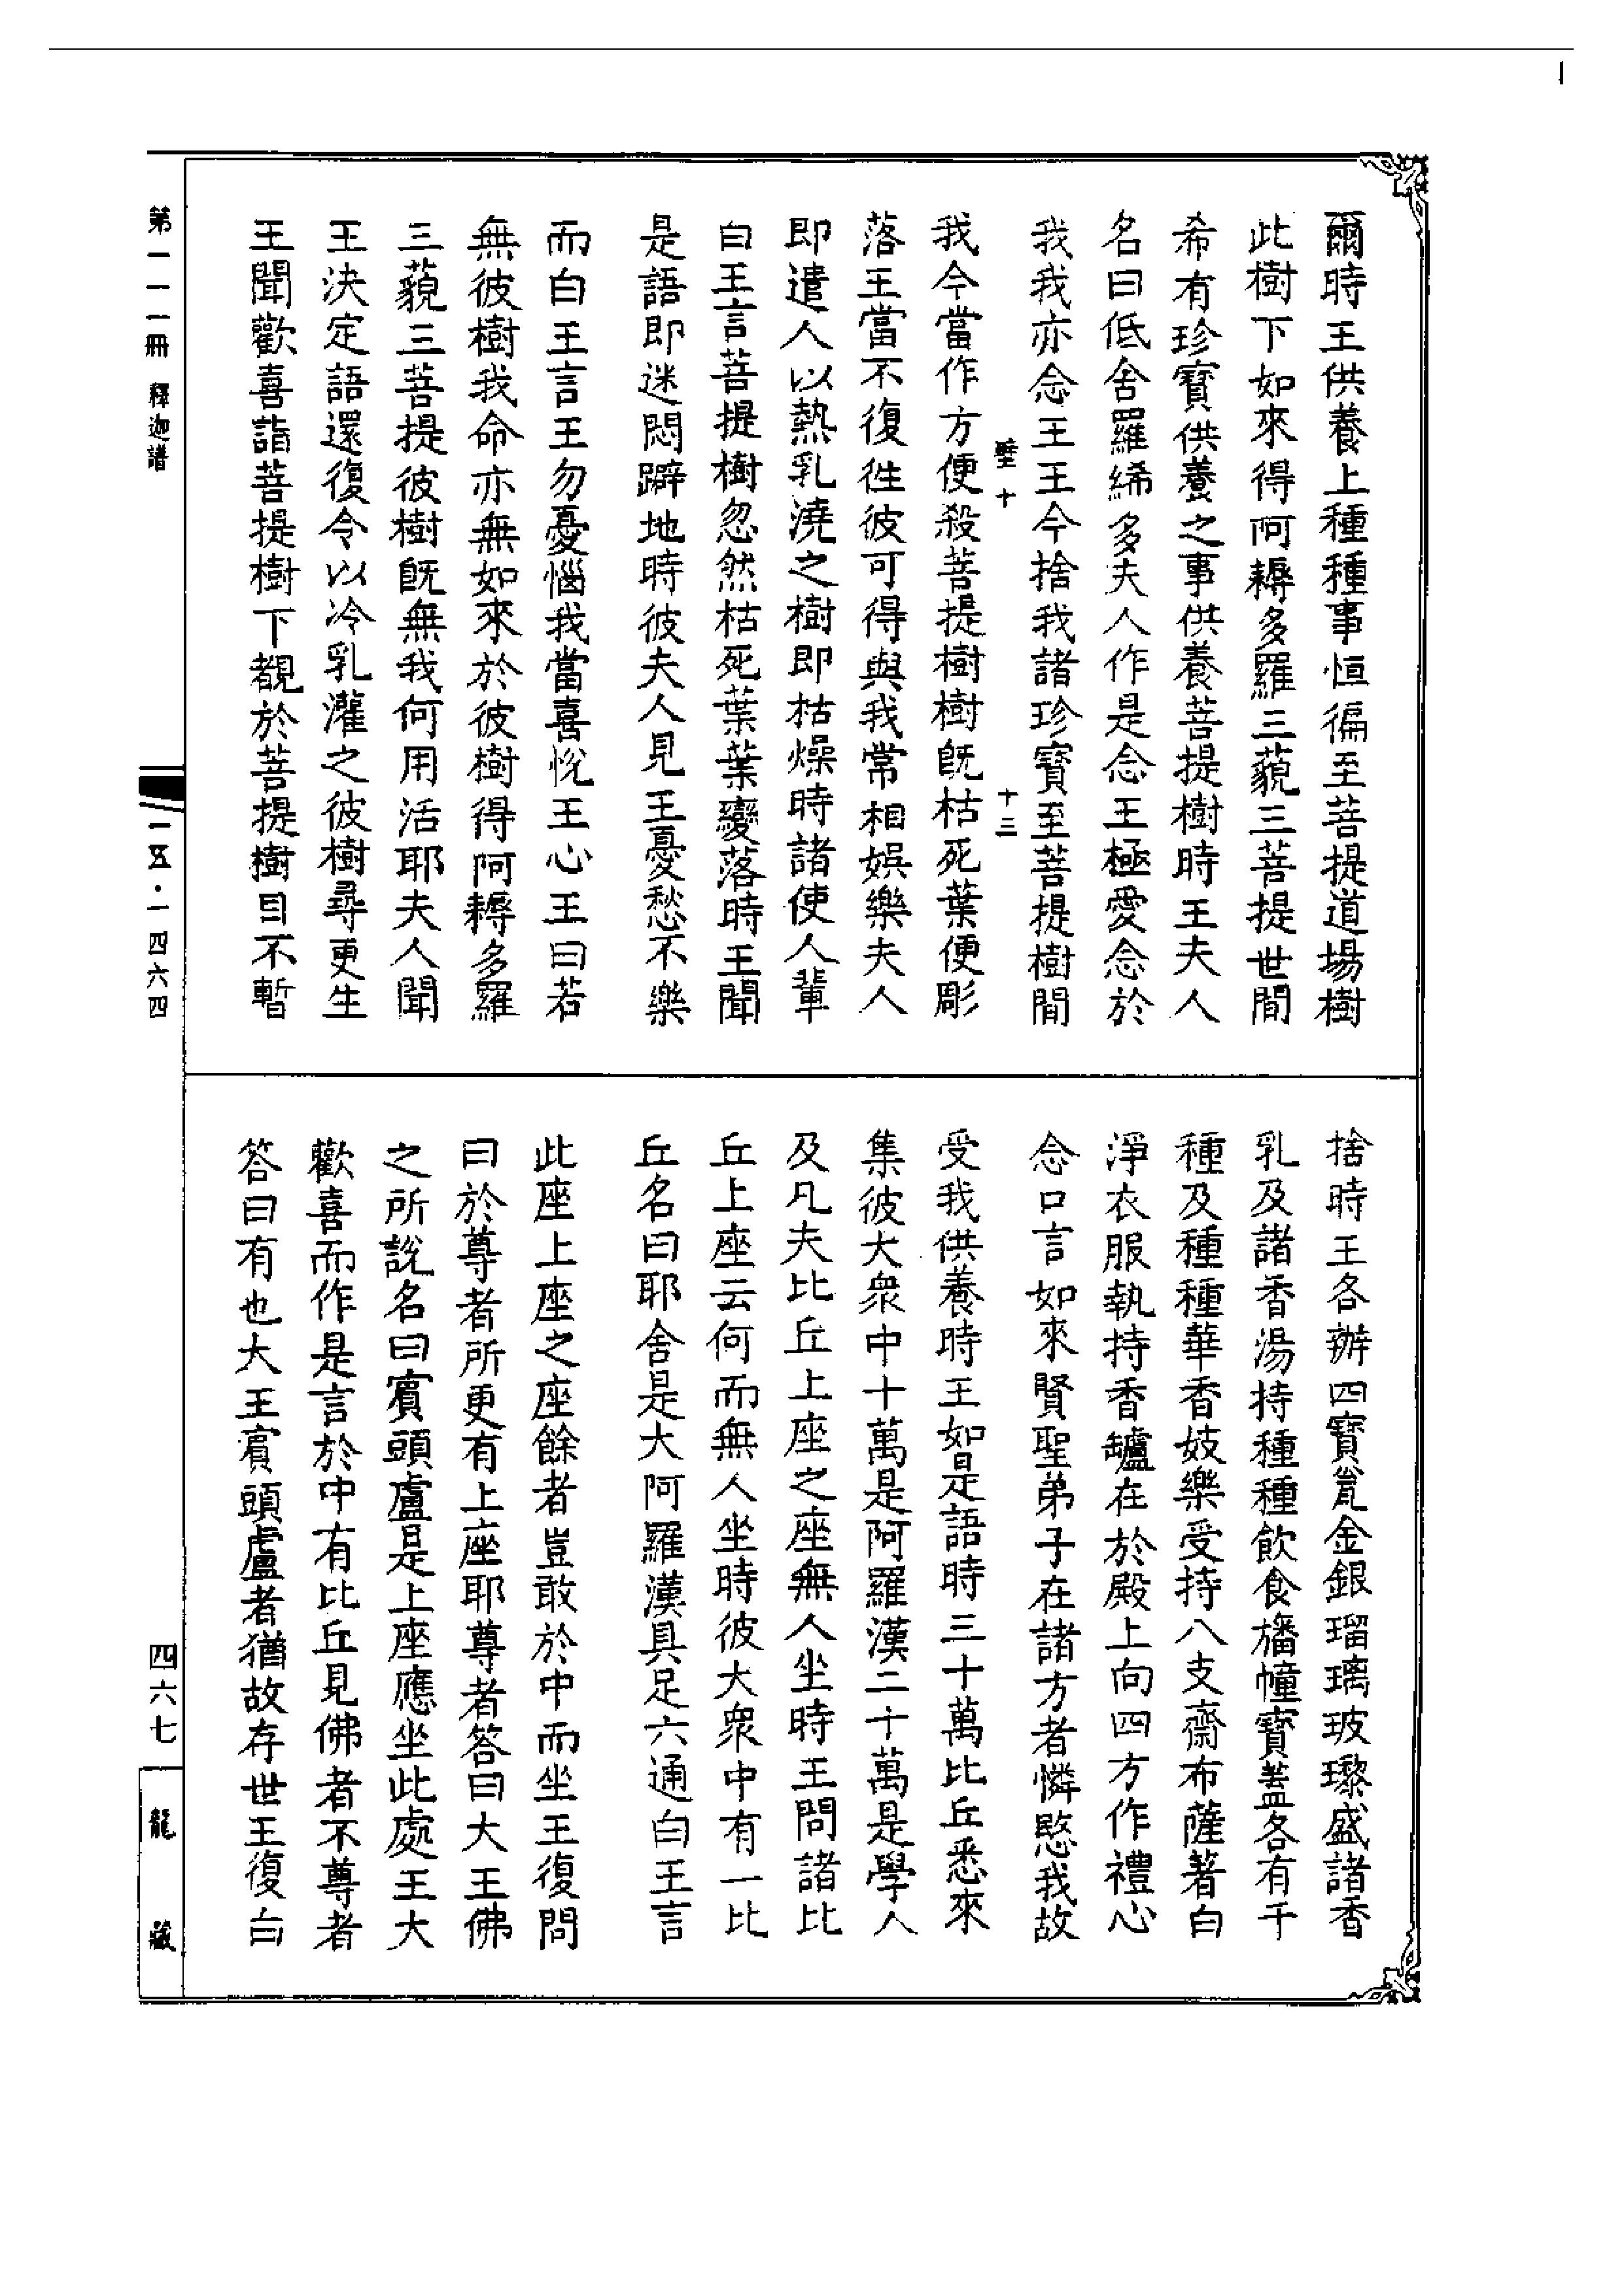 爾時王供養上種種事恒徧至菩提道場樹
此樹下如來得阿耨多羅三藐三菩提世間
希有珍寶供養之事供養菩提樹時王夫人
名曰低舍羅絺多夫人作是念王極愛念於
我我亦念王王今捨我諸珍寶至菩提樹間
壁十 十三
我今當作方便殺菩提樹樹既枯死葉便彫
落王當不復徃彼可得與我常相娛樂夫人
即遣人以熱乳澆之樹即枯燥時諸使人輩
白王言菩提樹忽然枯死葉葉變落時王聞
是語即迷悶躃地時彼夫人見王憂愁不樂
而白王言王勿憂惱我當喜悅王心王曰若
無彼樹我命亦無如來於彼樹得阿耨多羅
三藐三菩提彼樹既無我何用活耶夫人聞
王決定語還復令以冷乳灌之彼樹尋更生
王聞歡喜詣菩提樹下覩於菩提樹目不暫
捨時王各辦四寶瓮金銀瑠璃玻瓈盛諸香
乳及諸香湯持種種飲食旛幢寶蓋各有千
種及種種華香妓樂受持八支齋布薩著白
淨衣服執持香罏在於殿上向四方作禮心
念口言如來賢聖弟子在諸方者憐愍我故
受我供養時王如是語時三十萬比丘悉來
集彼大衆中十萬是阿羅漢二十萬是學人
及凡夫比丘上座之座無人坐時王問諸比
丘上座云何而無人坐時彼大衆中有一比
丘名曰耶舍是大阿羅漢具足六通白王言
此座上座之座餘者豈敢於中而坐王復問
曰於尊者所更有上座耶尊者答曰大王佛
之所說名曰賓頭盧是上座應坐此處王大
歡喜而作是言於中有比丘見佛者不尊者
答曰有也大王賓頭盧者猶故存世王復白
第一一一冊 釋迦譜
一五·一四六四
四六七
龍藏